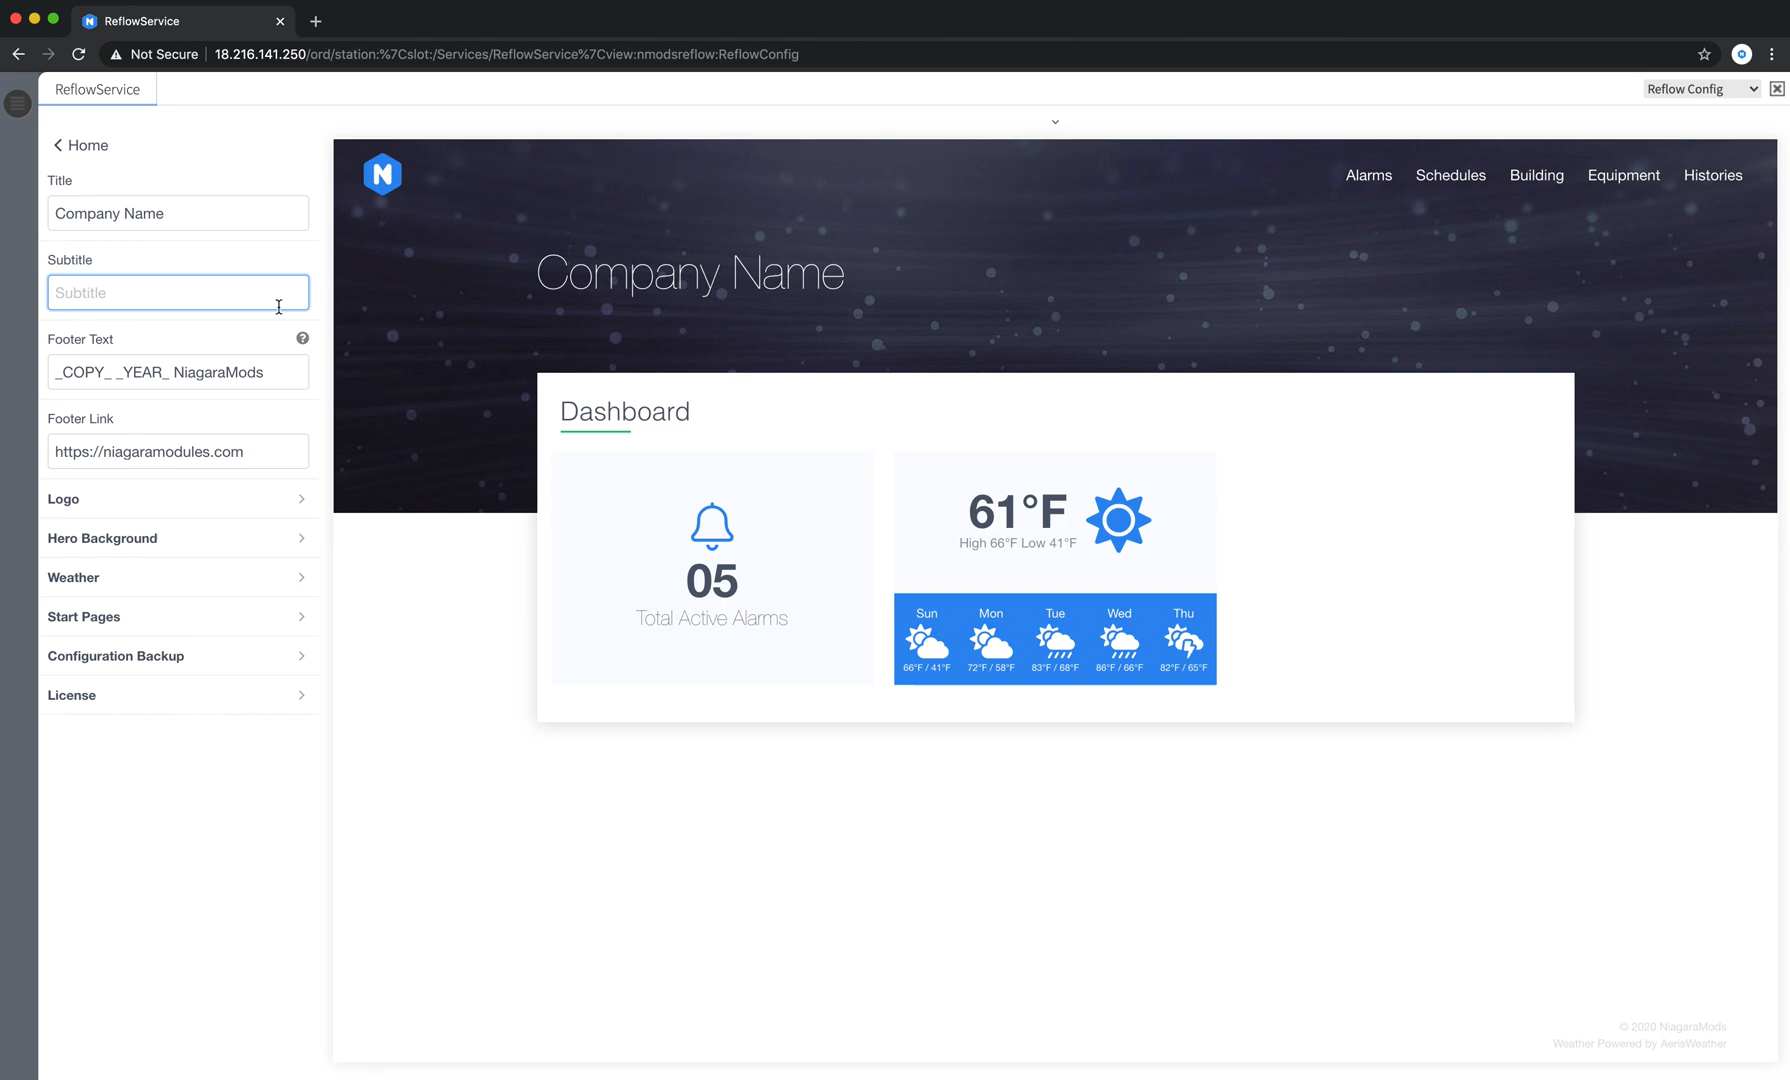 ReflowService
Not Secure
18.216.141.250/ord/station:%7Cslot:/Services/ReflowService%7Cview:nmodsreflow:ReflowConfig
ReflowService
Reflow Config
Home
Title
Company Name
Subtitle
Subtitle
Footer Text
_COPY_ _YEAR_ NiagaraMods
Footer Link
https://niagaramodules.com
Logo
Hero Background
Weather
Start Pages
Configuration Backup
License
N
Alarms Schedules Building Equipment Histories
Company Name
Dashboard
05
Total Active Alarms
61°F
High 66°F Low 41°F
Sun Mon Tue Wed Thu
66°F / 41°F 72°F / 58°F 83°F / 68°F 86°F / 66°F 82°F / 65°F
© 2020 NiagaraMods
Weather Powered by AerisWeather